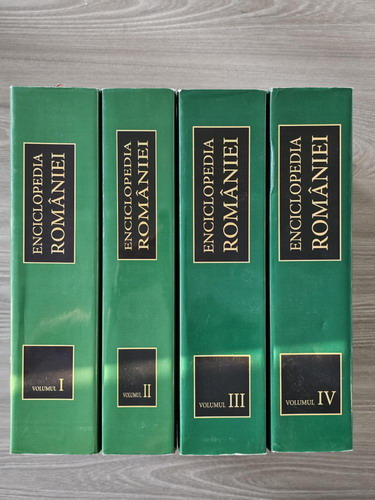 ENCICLOPEDIA
ROMÂNIEI
VOLUMUL I
ENCICLOPEDIA
ROMÂNIEI
VOLUMUL II
ENCICLOPEDIA
ROMÂNIEI
VOLUMUL III
ENCICLOPEDIA
ROMÂNIEI
VOLUMUL IV